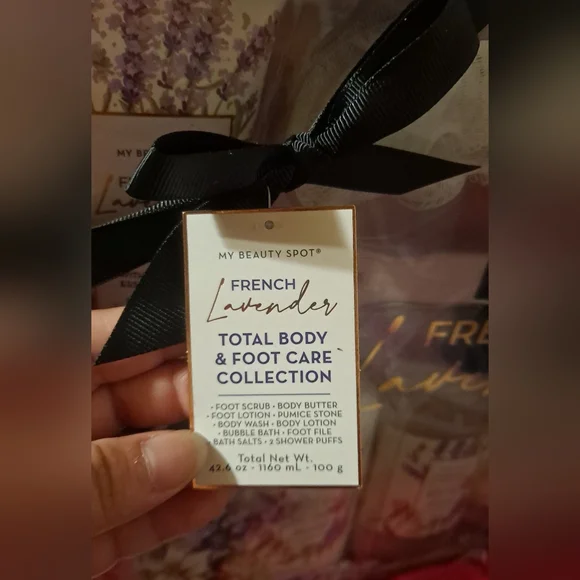 MY BEAUTY SPOT®
FRENCH
Lavender
TOTAL BODY
& FOOT CARE
COLLECTION
• FOOT SCRUB • BODY BUTTER
• FOOT LOTION • PUMICE STONE
• BODY WASH • BODY LOTION
• BUBBLE BATH • FOOT FILE
• BATH SALTS • 2 SHOWER PUFFS
Total Net Wt.
42.6 oz - 1160 mL - 100 g
MY BE
FRE
Lave